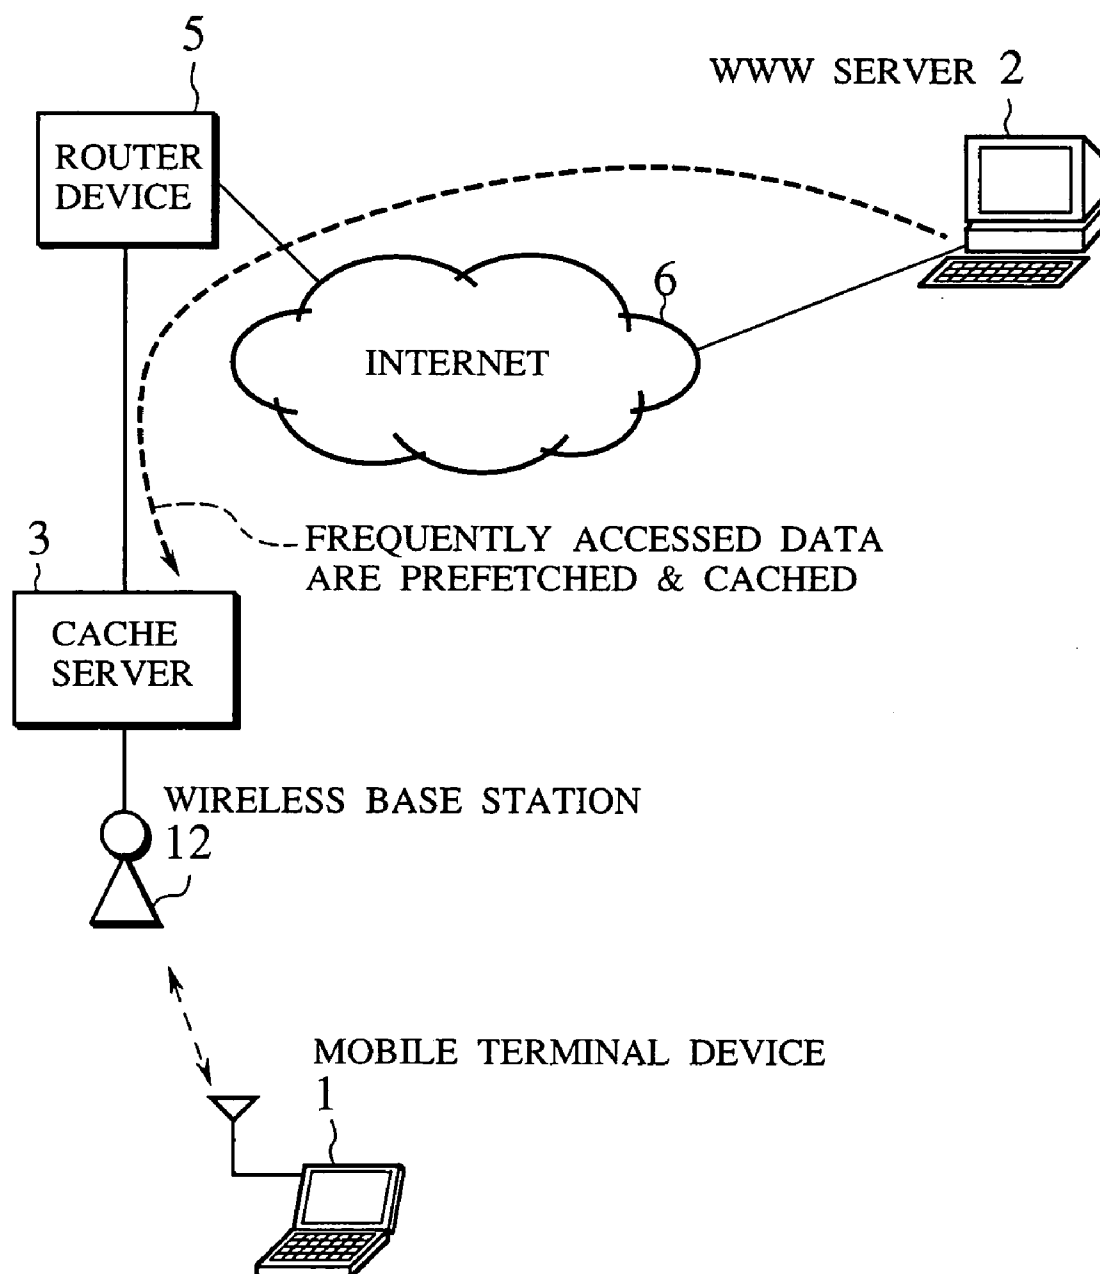 5
WWW SERVER 2
ROUTER
DEVICE
6
INTERNET
FREQUENTLY ACCESSED DATA
ARE PREFETCHED & CACHED
3
CACHE
SERVER
WIRELESS BASE STATION
12
MOBILE TERMINAL DEVICE
1